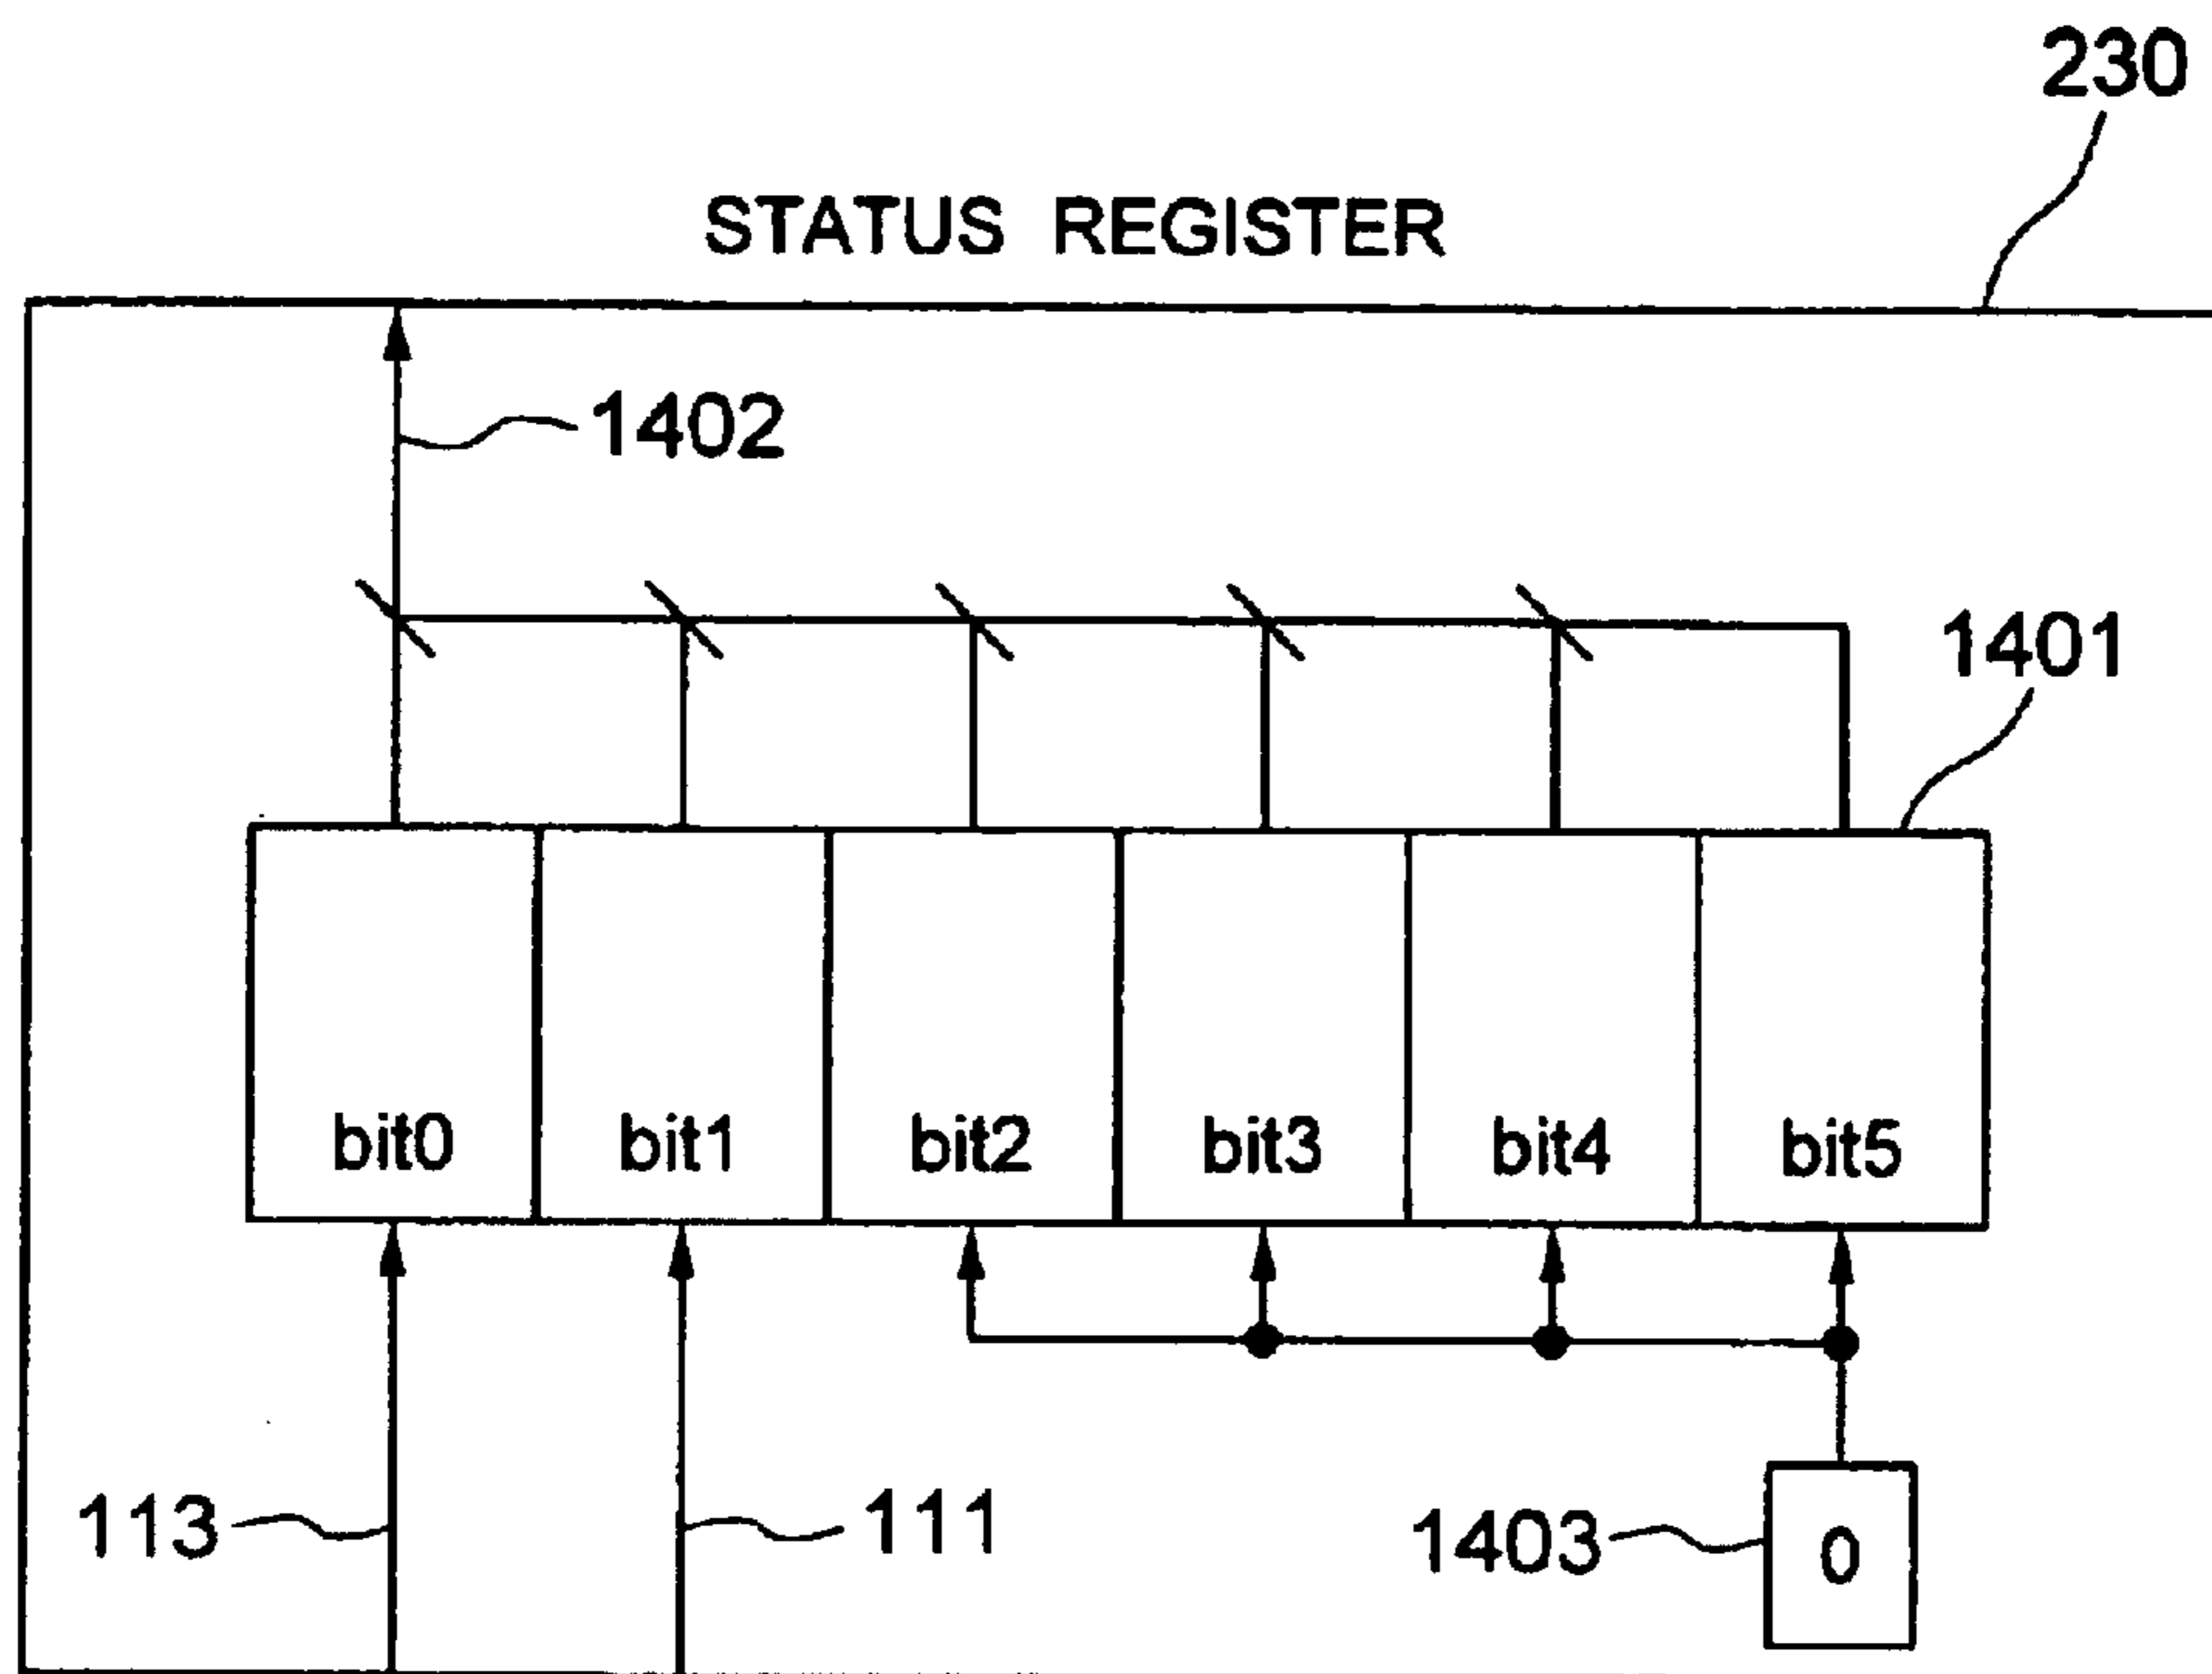 230
STATUS REGISTER
1402
1401
bit0 bit1 bit2 bit3 bit4 bit5
113 111 1403 0